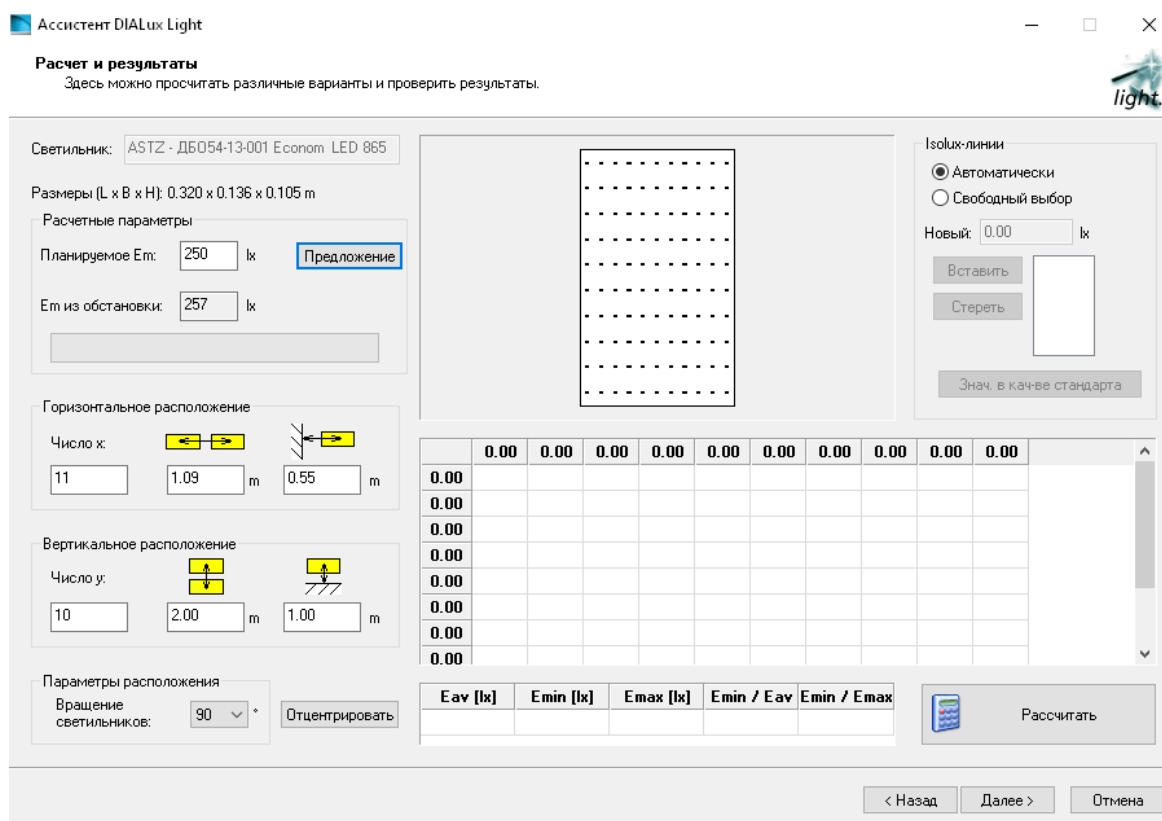 Ассистент DIALux Light
Расчет и результаты
Здесь можно просчитать различные варианты и проверить результаты.
light.
Светильник: ASTZ - ДБО54-13-001 Econom LED 865
Размеры (L x B x H): 0.320 x 0.136 x 0.105 m
Расчетные параметры
Планируемое Em: 250 lx Предложение
Em из обстановки: 257 lx
Горизонтальное расположение
Число x:
11 1.09 m 0.55 m
Вертикальное расположение
Число y:
10 2.00 m 1.00 m
Параметры расположения
Вращение светильников: 90 ° Отцентрировать
Isolux-линии
Автоматически
Свободный выбор
Новый: 0.00 lx
Вставить
Стереть
Знач. в кач-ве стандарта
0.00 0.00 0.00 0.00 0.00 0.00 0.00 0.00 0.00 0.00
0.00
0.00
0.00
0.00
0.00
0.00
0.00
0.00
Eav [lx] Emin [lx] Emax [lx] Emin / Eav Emin / Emax
Рассчитать
< Назад Далее > Отмена